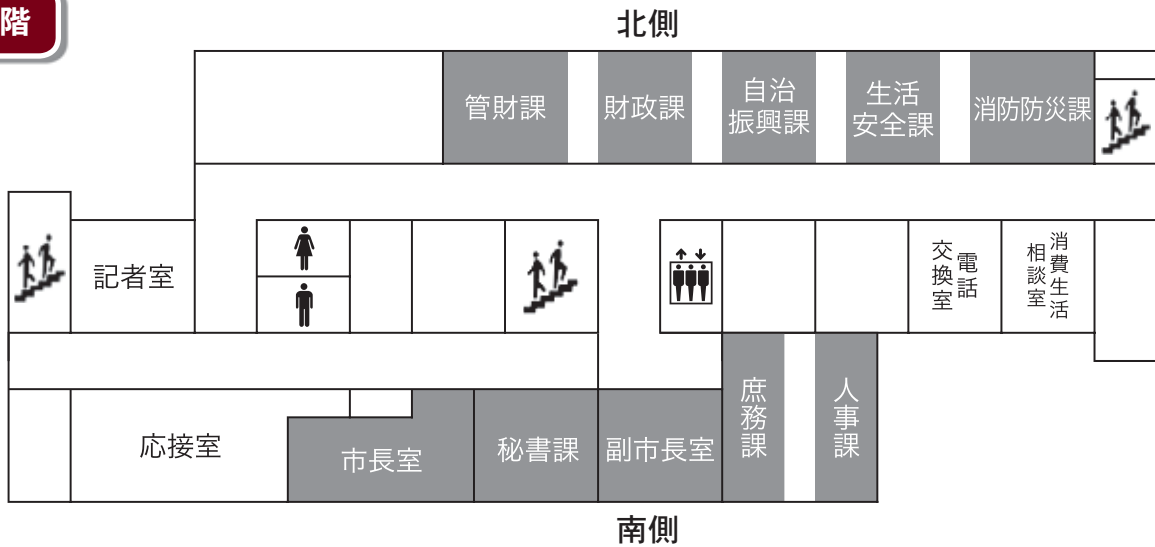 階
北側
管財課
財政課
自治
振興課
生活
安全課
消防防災課
記者室
電話
交換室
消費生活
相談室
応接室
市長室
秘書課
副市長室
庶務課
人事課
南側